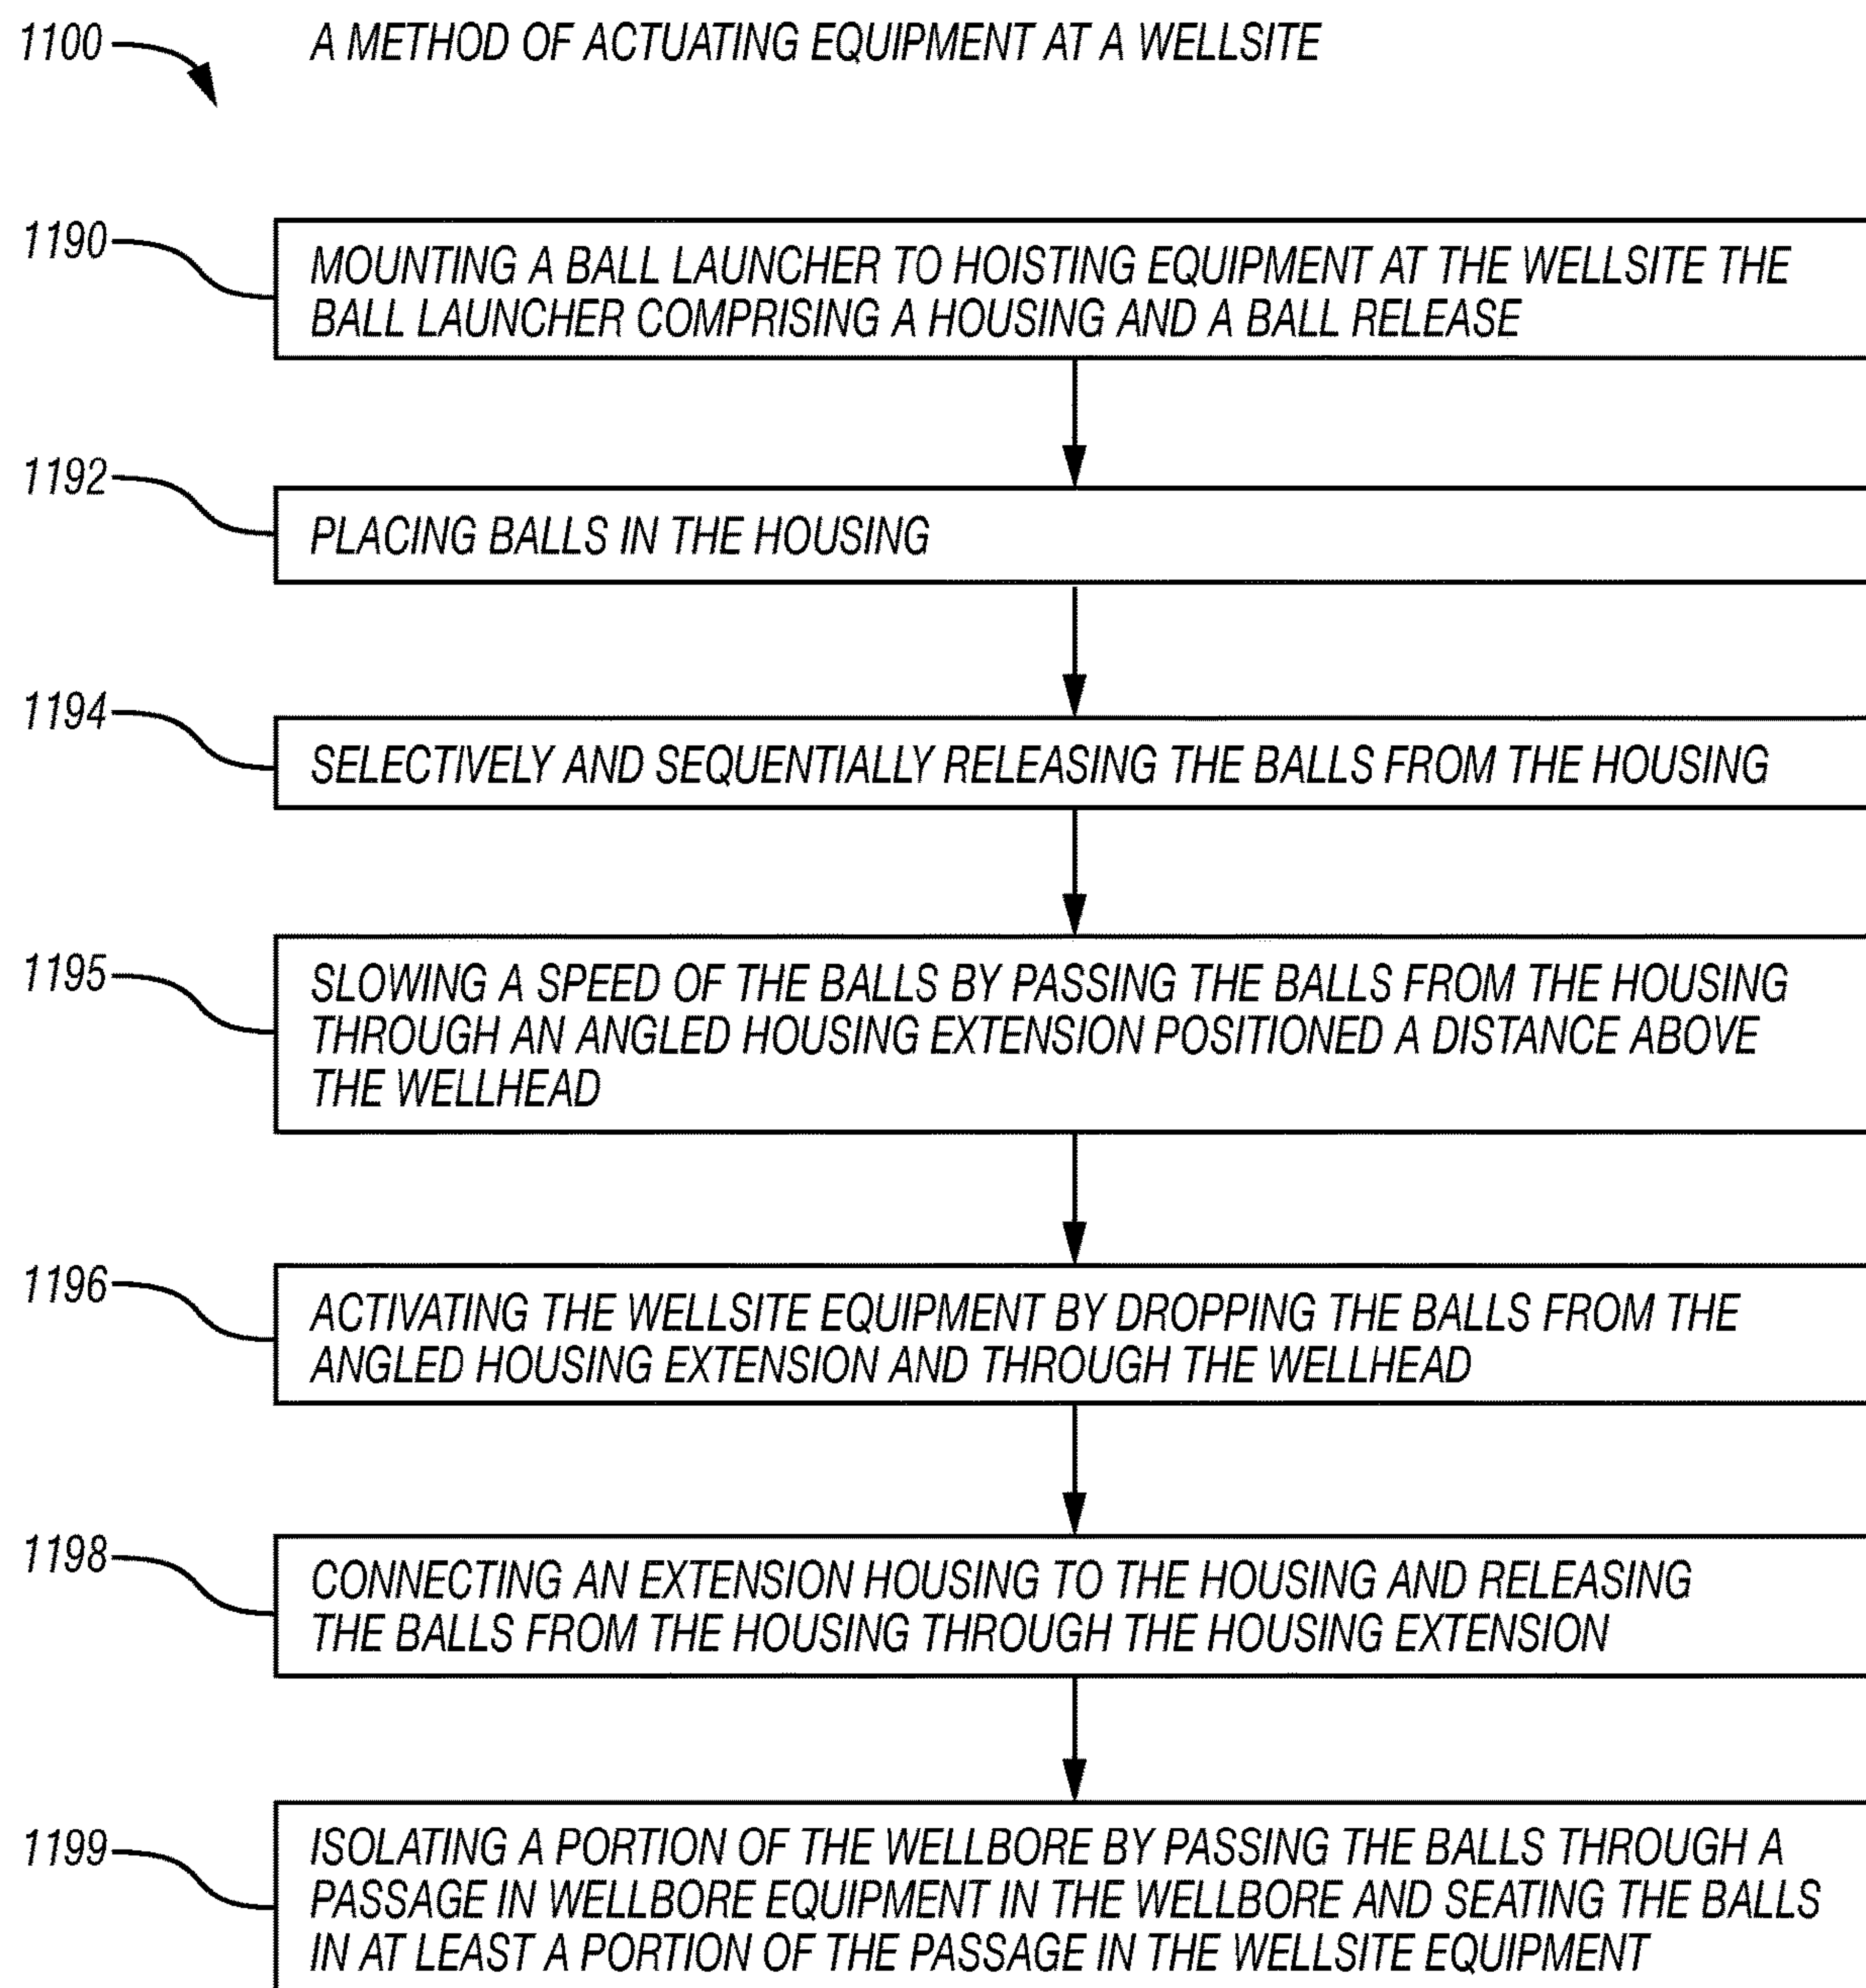 1100 A METHOD OF ACTUATING EQUIPMENT AT A WELLSITE
1190 MOUNTING A BALL LAUNCHER TO HOISTING EQUIPMENT AT THE WELLSITE THE
BALL LAUNCHER COMPRISING A HOUSING AND A BALL RELEASE
1192 PLACING BALLS IN THE HOUSING
1194 SELECTIVELY AND SEQUENTIALLY RELEASING THE BALLS FROM THE HOUSING
1195 SLOWING A SPEED OF THE BALLS BY PASSING THE BALLS FROM THE HOUSING
THROUGH AN ANGLED HOUSING EXTENSION POSITIONED A DISTANCE ABOVE
THE WELLHEAD
1196 ACTIVATING THE WELLSITE EQUIPMENT BY DROPPING THE BALLS FROM THE
ANGLED HOUSING EXTENSION AND THROUGH THE WELLHEAD
1198 CONNECTING AN EXTENSION HOUSING TO THE HOUSING AND RELEASING
THE BALLS FROM THE HOUSING THROUGH THE HOUSING EXTENSION
1199 ISOLATING A PORTION OF THE WELLBORE BY PASSING THE BALLS THROUGH A
PASSAGE IN WELLBORE EQUIPMENT IN THE WELLBORE AND SEATING THE BALLS
IN AT LEAST A PORTION OF THE PASSAGE IN THE WELLSITE EQUIPMENT